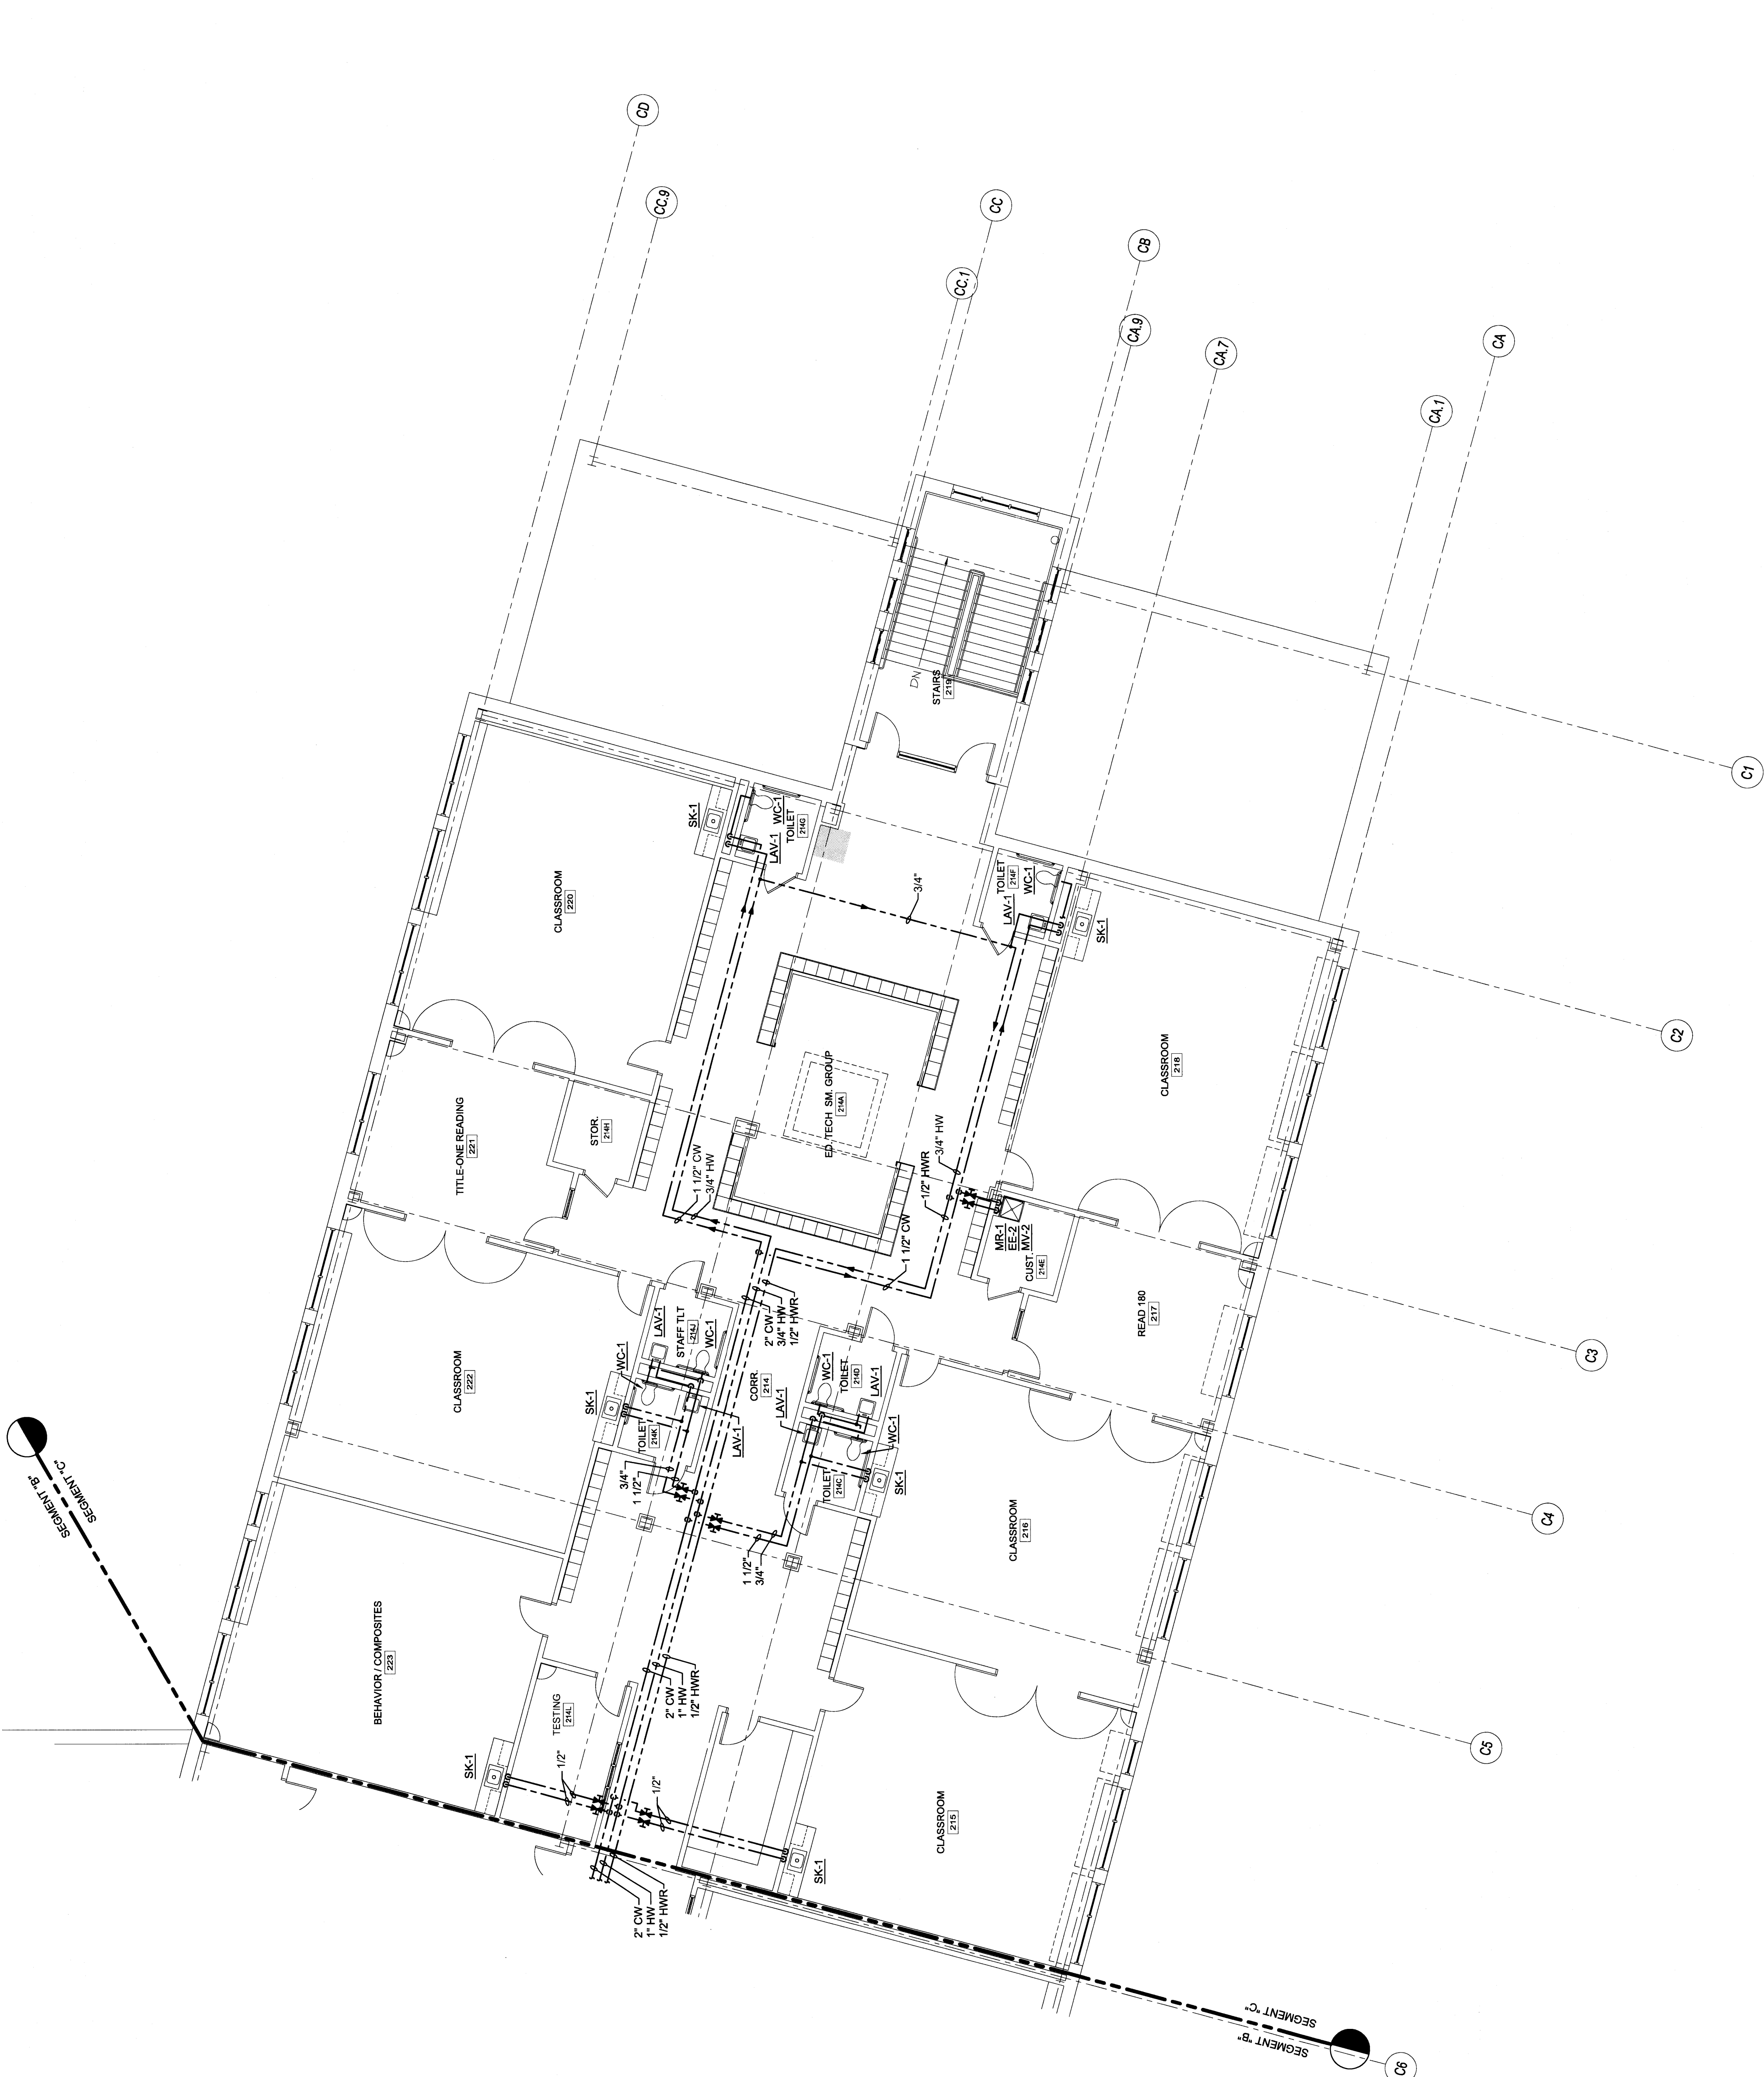 CD
CC.9
CC
CB
CC.1
CA.9
CA
CA.7
CA.1
C1
C2
C3
C4
C5
C6
DN
STAIRS
219
SK-1
WC-1
TOILET
214G
LAV-1
CLASSROOM
220
3/4"
TOILET
214F
WC-1
LAV-1
SK-1
CLASSROOM
218
TITLE-ONE READING
221
STOR.
214H
ED. TECH SM. GROUP
214A
1 1/2" CW
3/4" HW
3/4" HW
1/2" HWR
1 1/2" CW
MR-1
EE-2
MV-2
CUST.
214E
READ 180
217
CLASSROOM
222
LAV-1
STAFF TLT
214J
WC-1
WC-1
SK-1
TOILET
214K
LAV-1
2" CW
3/4" HW
1/2" HWR
CORR.
214
WC-1
TOILET
214D
LAV-1
LAV-1
WC-1
TOILET
214C
SK-1
3/4"
1 1/2"
1 1/2"
3/4"
CLASSROOM
216
SEGMENT "B"
SEGMENT "C"
BEHAVIOR / COMPOSITES
223
TESTING
214L
2" CW
1" HW
1/2" HWR
SK-1
1/2"
1/2"
CLASSROOM
215
SK-1
2" CW
1" HW
1/2" HWR
SEGMENT "C"
SEGMENT "B"